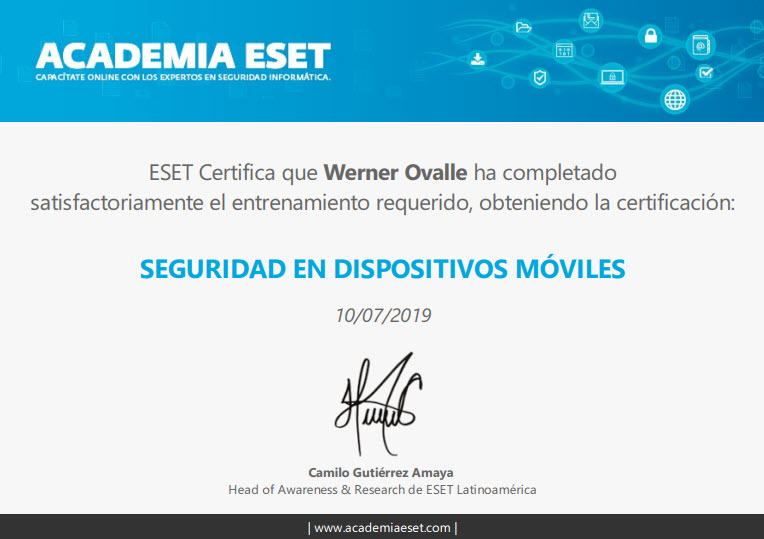 ACADEMIA ESET
CAPACÍTATE ONLINE CON LOS EXPERTOS EN SEGURIDAD INFORMÁTICA.
ESET Certifica que Werner Ovalle ha completado
satisfactoriamente el entrenamiento requerido, obteniendo la certificación:
SEGURIDAD EN DISPOSITIVOS MÓVILES
10/07/2019
Camilo Gutiérrez Amaya
Head of Awareness & Research de ESET Latinoamérica
| www.academiaeset.com |